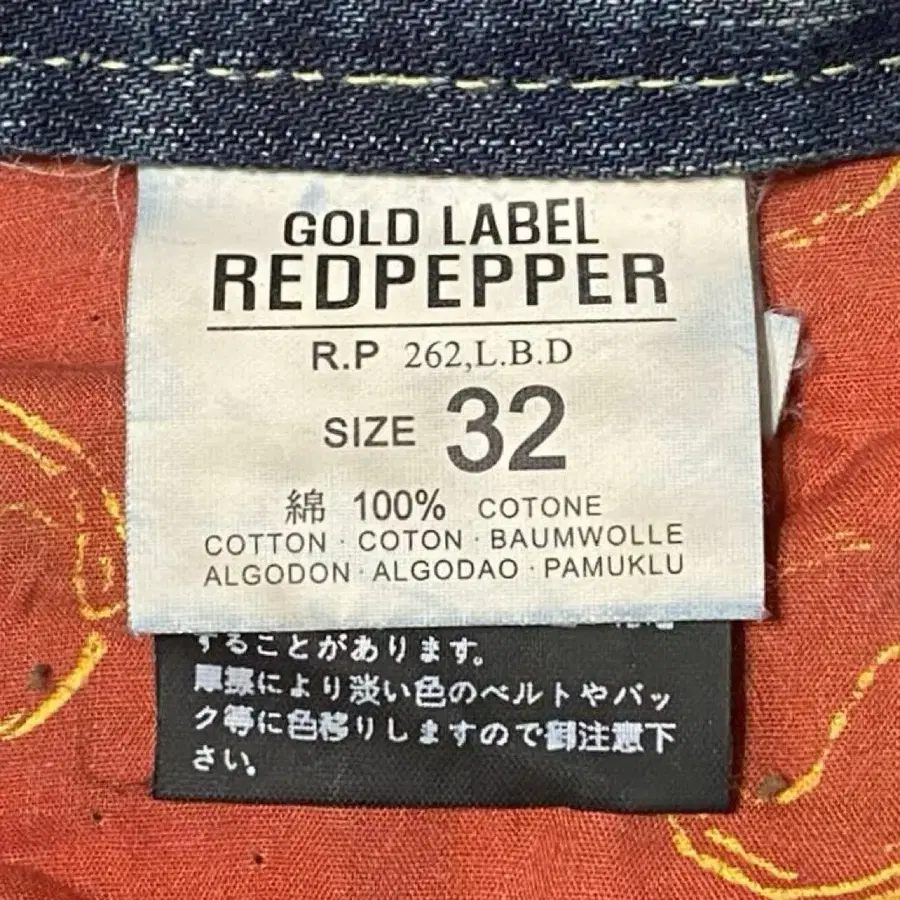 GOLD LABEL
REDPEPPER
R.P 262,L.B.D
SIZE 32
綿 100% COTONE
COTTON · COTON · BAUMWOLLE
ALGODON · ALGODAO · PAMUKLU
することがあります。
摩擦により淡い色のベルトやバッ
ク等に色移りしますので御注意下
さい。